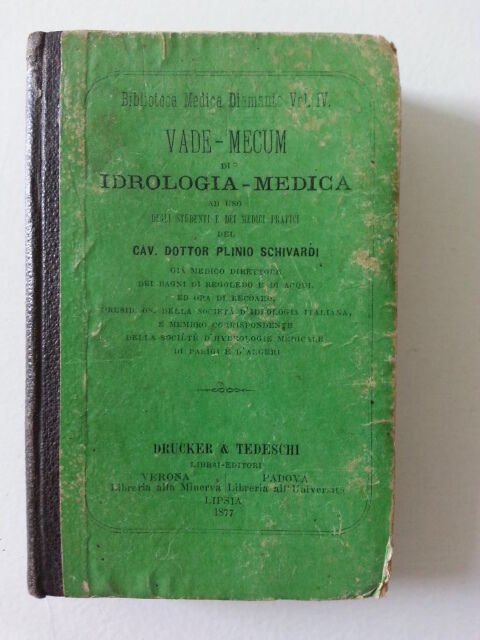 Biblioteca Medica Diamante Vol. IV.
VADE-MECUM
DI
IDROLOGIA-MEDICA
AD USO
DEGLI STUDENTI E DEI MEDICI PRATICI
DEL
CAV. DOTTOR PLINIO SCHIVARDI
GIÀ MEDICO DIRETTORE
DEI BAGNI DI REGOLEDO E DI ACQUI,
ED ORA DI RECOARO,
PRESID. ON. DELLA SOCIETÀ D'IDROLOGIA ITALIANA,
E MEMBRO CORRISPONDENTE
DELLA SOCIÉTÉ D'HYDROLOGIE MEDICALE
DI PARIGI E D'ALGERI
DRUCKER & TEDESCHI
LIBRAI-EDITORI
VERONA PADOVA
Libreria alla Minerva Libreria all'Università
LIPSIA
1877